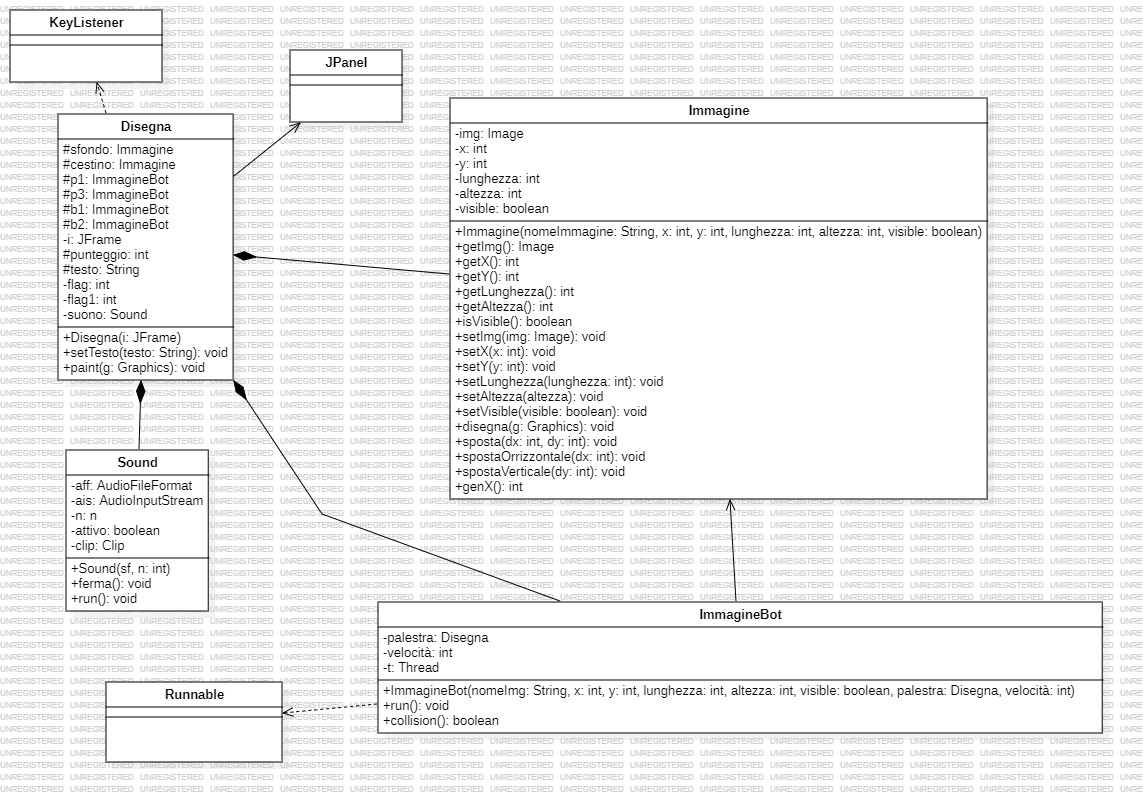 KeyListener
JPanel
Disegna
#sfondo: Immagine
#cestino: Immagine
#p1: ImmagineBot
#p3: ImmagineBot
#b1: ImmagineBot
#b2: ImmagineBot
-i: JFrame
#punteggio: int
#testo: String
-flag: int
-flag1: int
-suono: Sound
+Disegna(i: JFrame)
+setTesto(testo: String): void
+paint(g: Graphics): void
Immagine
-img: Image
-x: int
-y: int
-lunghezza: int
-altezza: int
-visible: boolean
+Immagine(nomeImmagine: String, x: int, y: int, lunghezza: int, altezza: int, visible: boolean)
+getImg(): Image
+getX(): int
+getY(): int
+getLunghezza(): int
+getAltezza(): int
+isVisible(): boolean
+setImg(img: Image): void
+setX(x: int): void
+setY(y: int): void
+setLunghezza(lunghezza: int): void
+setAltezza(altezza): void
+setVisible(visible: boolean): void
+disegna(g: Graphics): void
+sposta(dx: int, dy: int): void
+spostaOrrizzontale(dx: int): void
+spostaVerticale(dy: int): void
+genX(): int
Sound
-aff: AudioFileFormat
-ais: AudioInputStream
-n: n
-attivo: boolean
-clip: Clip
+Sound(sf, n: int)
+ferma(): void
+run(): void
ImmagineBot
-palestra: Disegna
-velocità: int
-t: Thread
+ImmagineBot(nomeImg: String, x: int, y: int, lunghezza: int, altezza: int, visible: boolean, palestra: Disegna, velocità: int)
+run(): void
+collision(): boolean
Runnable
UNREGISTERED